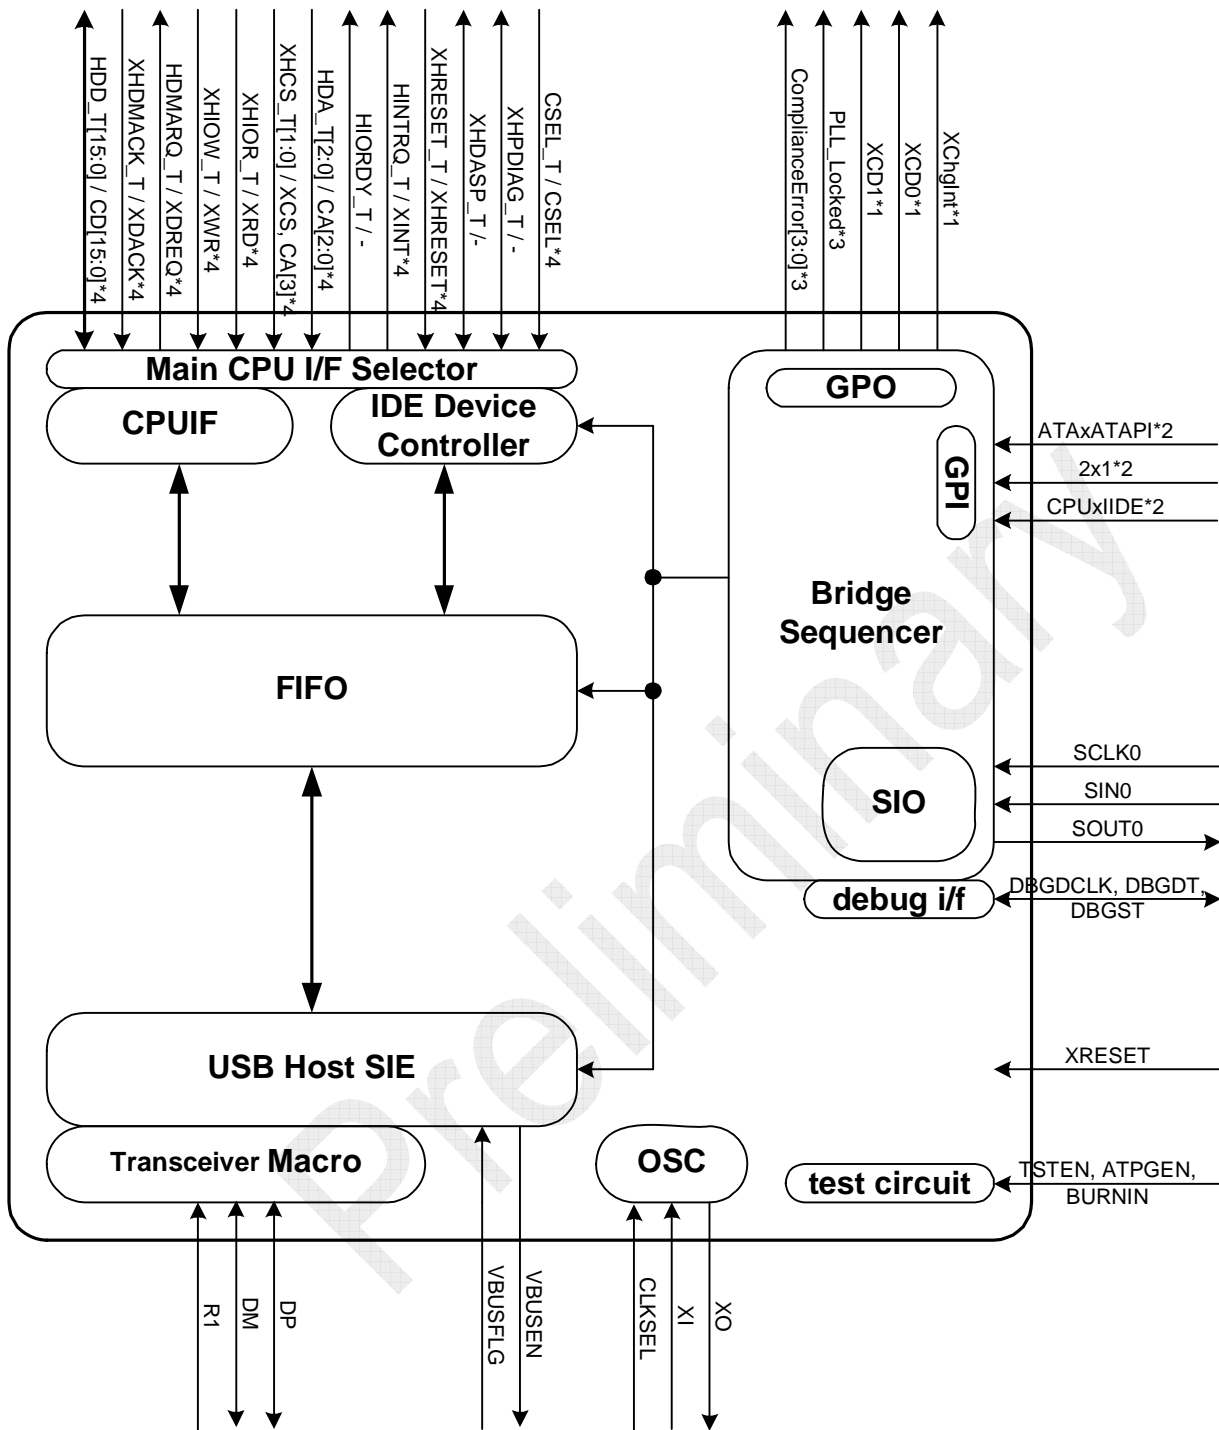 HDD_T[15:0] / CD[15:0]*4
XHDMACK_T / XDACK*4
HDMARQ_T / XDREQ*4
XHIOW_T / XWR*4
XHIOR_T / XRD*4
XHCS_T[1:0] / XCS, CA[3]*4
HDA_T[2:0] / CA[2:0]*4
HIORDY_T / -
HINTRQ_T / XINT*4
XHRESET_T / XHRESET*4
XHDASP_T / -
XHPDIAG_T / -
CSEL_T / CSEL*4
ComplianceError[3:0]*3
PLL_Locked*3
XCD1*1
XCD0*1
XChgInt*1
Main CPU I/F Selector
CPUIF
IDE Device
Controller
GPO
GPI
ATAxATAPI*2
2x1*2
CPUxIIDE*2
Bridge
Sequencer
FIFO
SIO
SCLK0
SIN0
SOUT0
debug i/f
DBGDCLK, DBGDT,
DBGST
USB Host SIE
XRESET
Transceiver Macro
OSC
test circuit
TSTEN, ATPGEN,
BURNIN
R1
DM
DP
VBUSFLG
VBUSEN
CLKSEL
XI
XO
Preliminary